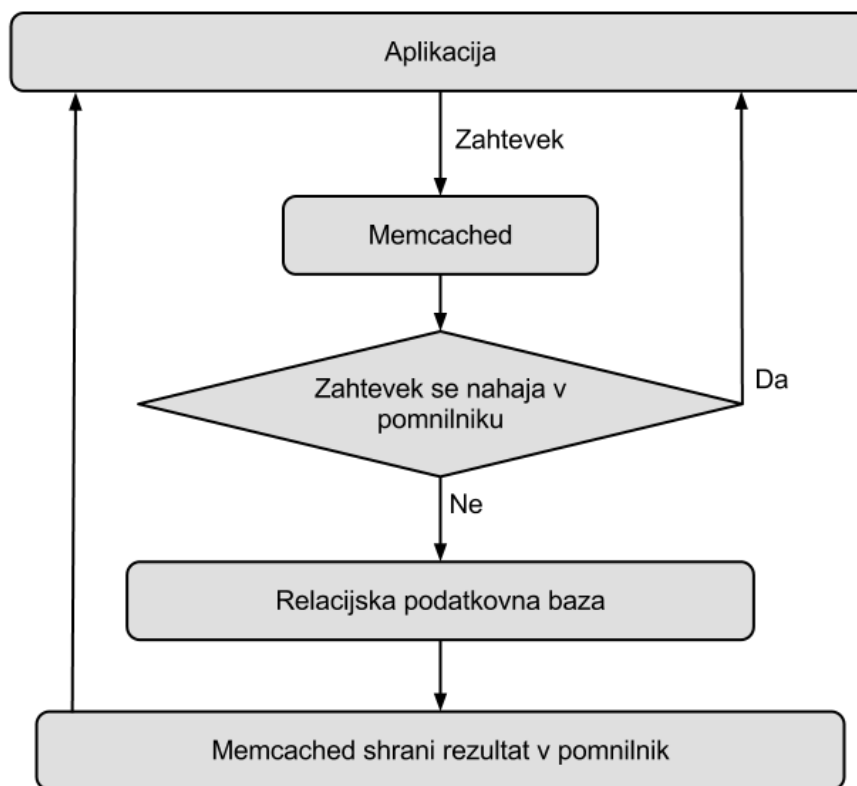 Aplikacija
Zahtevek
Memcached
Zahtevek se nahaja v
pomnilniku
Da
Ne
Relacijska podatkovna baza
Memcached shrani rezultat v pomnilnik